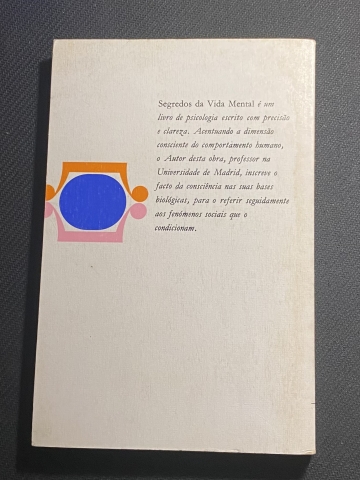 Segredos da Vida Mental é um
livro de psicologia escrito com precisão
e clareza. Acentuando a dimensão
consciente do comportamento humano,
o Autor desta obra, professor na
Universidade de Madrid, inscreve o
facto da consciência nas suas bases
biológicas, para o referir seguidamente
aos fenómenos sociais que o
condicionam.